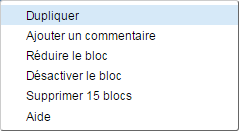 Dupliquer
Ajouter un commentaire
Réduire le bloc
Désactiver le bloc
Supprimer 15 blocs
Aide